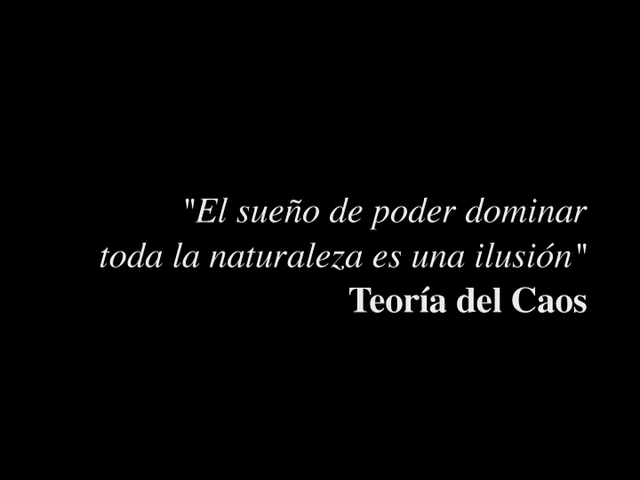 "El sueño de poder dominar
toda la naturaleza es una ilusión"
Teoría del Caos